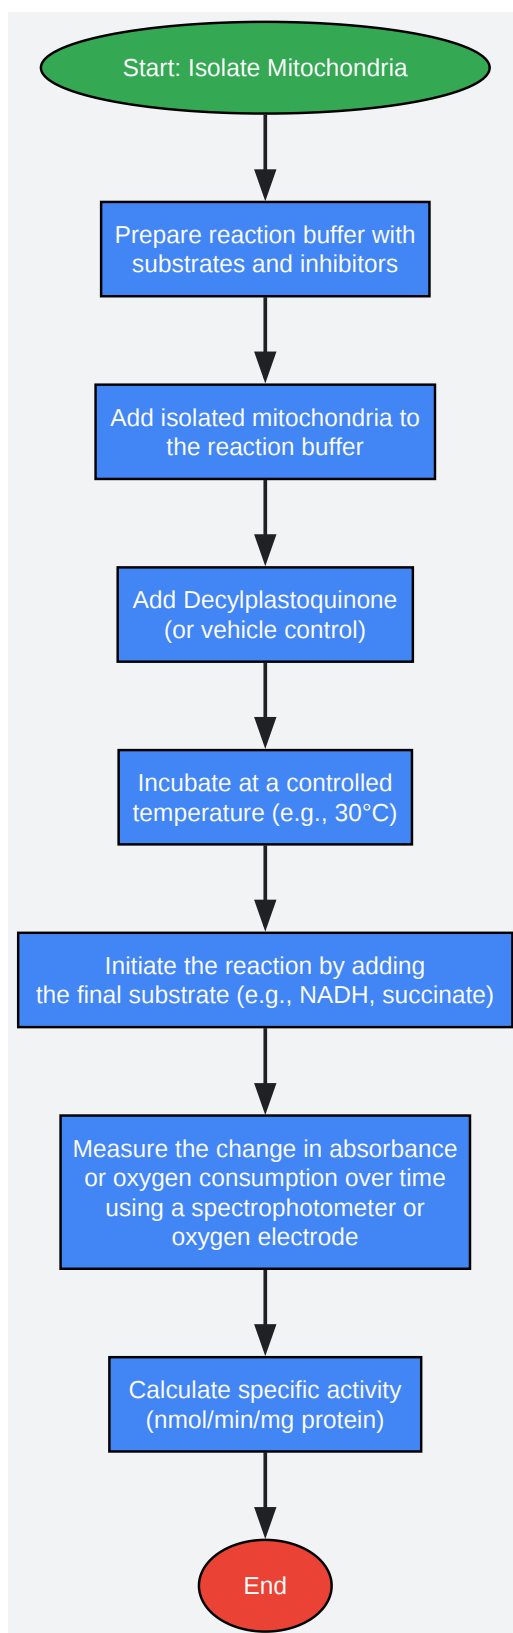 Start: Isolate Mitochondria
Prepare reaction buffer with
substrates and inhibitors
Add isolated mitochondria to
the reaction buffer
Add Decylplastoquinone
(or vehicle control)
Incubate at a controlled
temperature (e.g., 30°C)
Initiate the reaction by adding
the final substrate (e.g., NADH, succinate)
Measure the change in absorbance
or oxygen consumption over time
using a spectrophotometer or
oxygen electrode
Calculate specific activity
(nmol/min/mg protein)
End